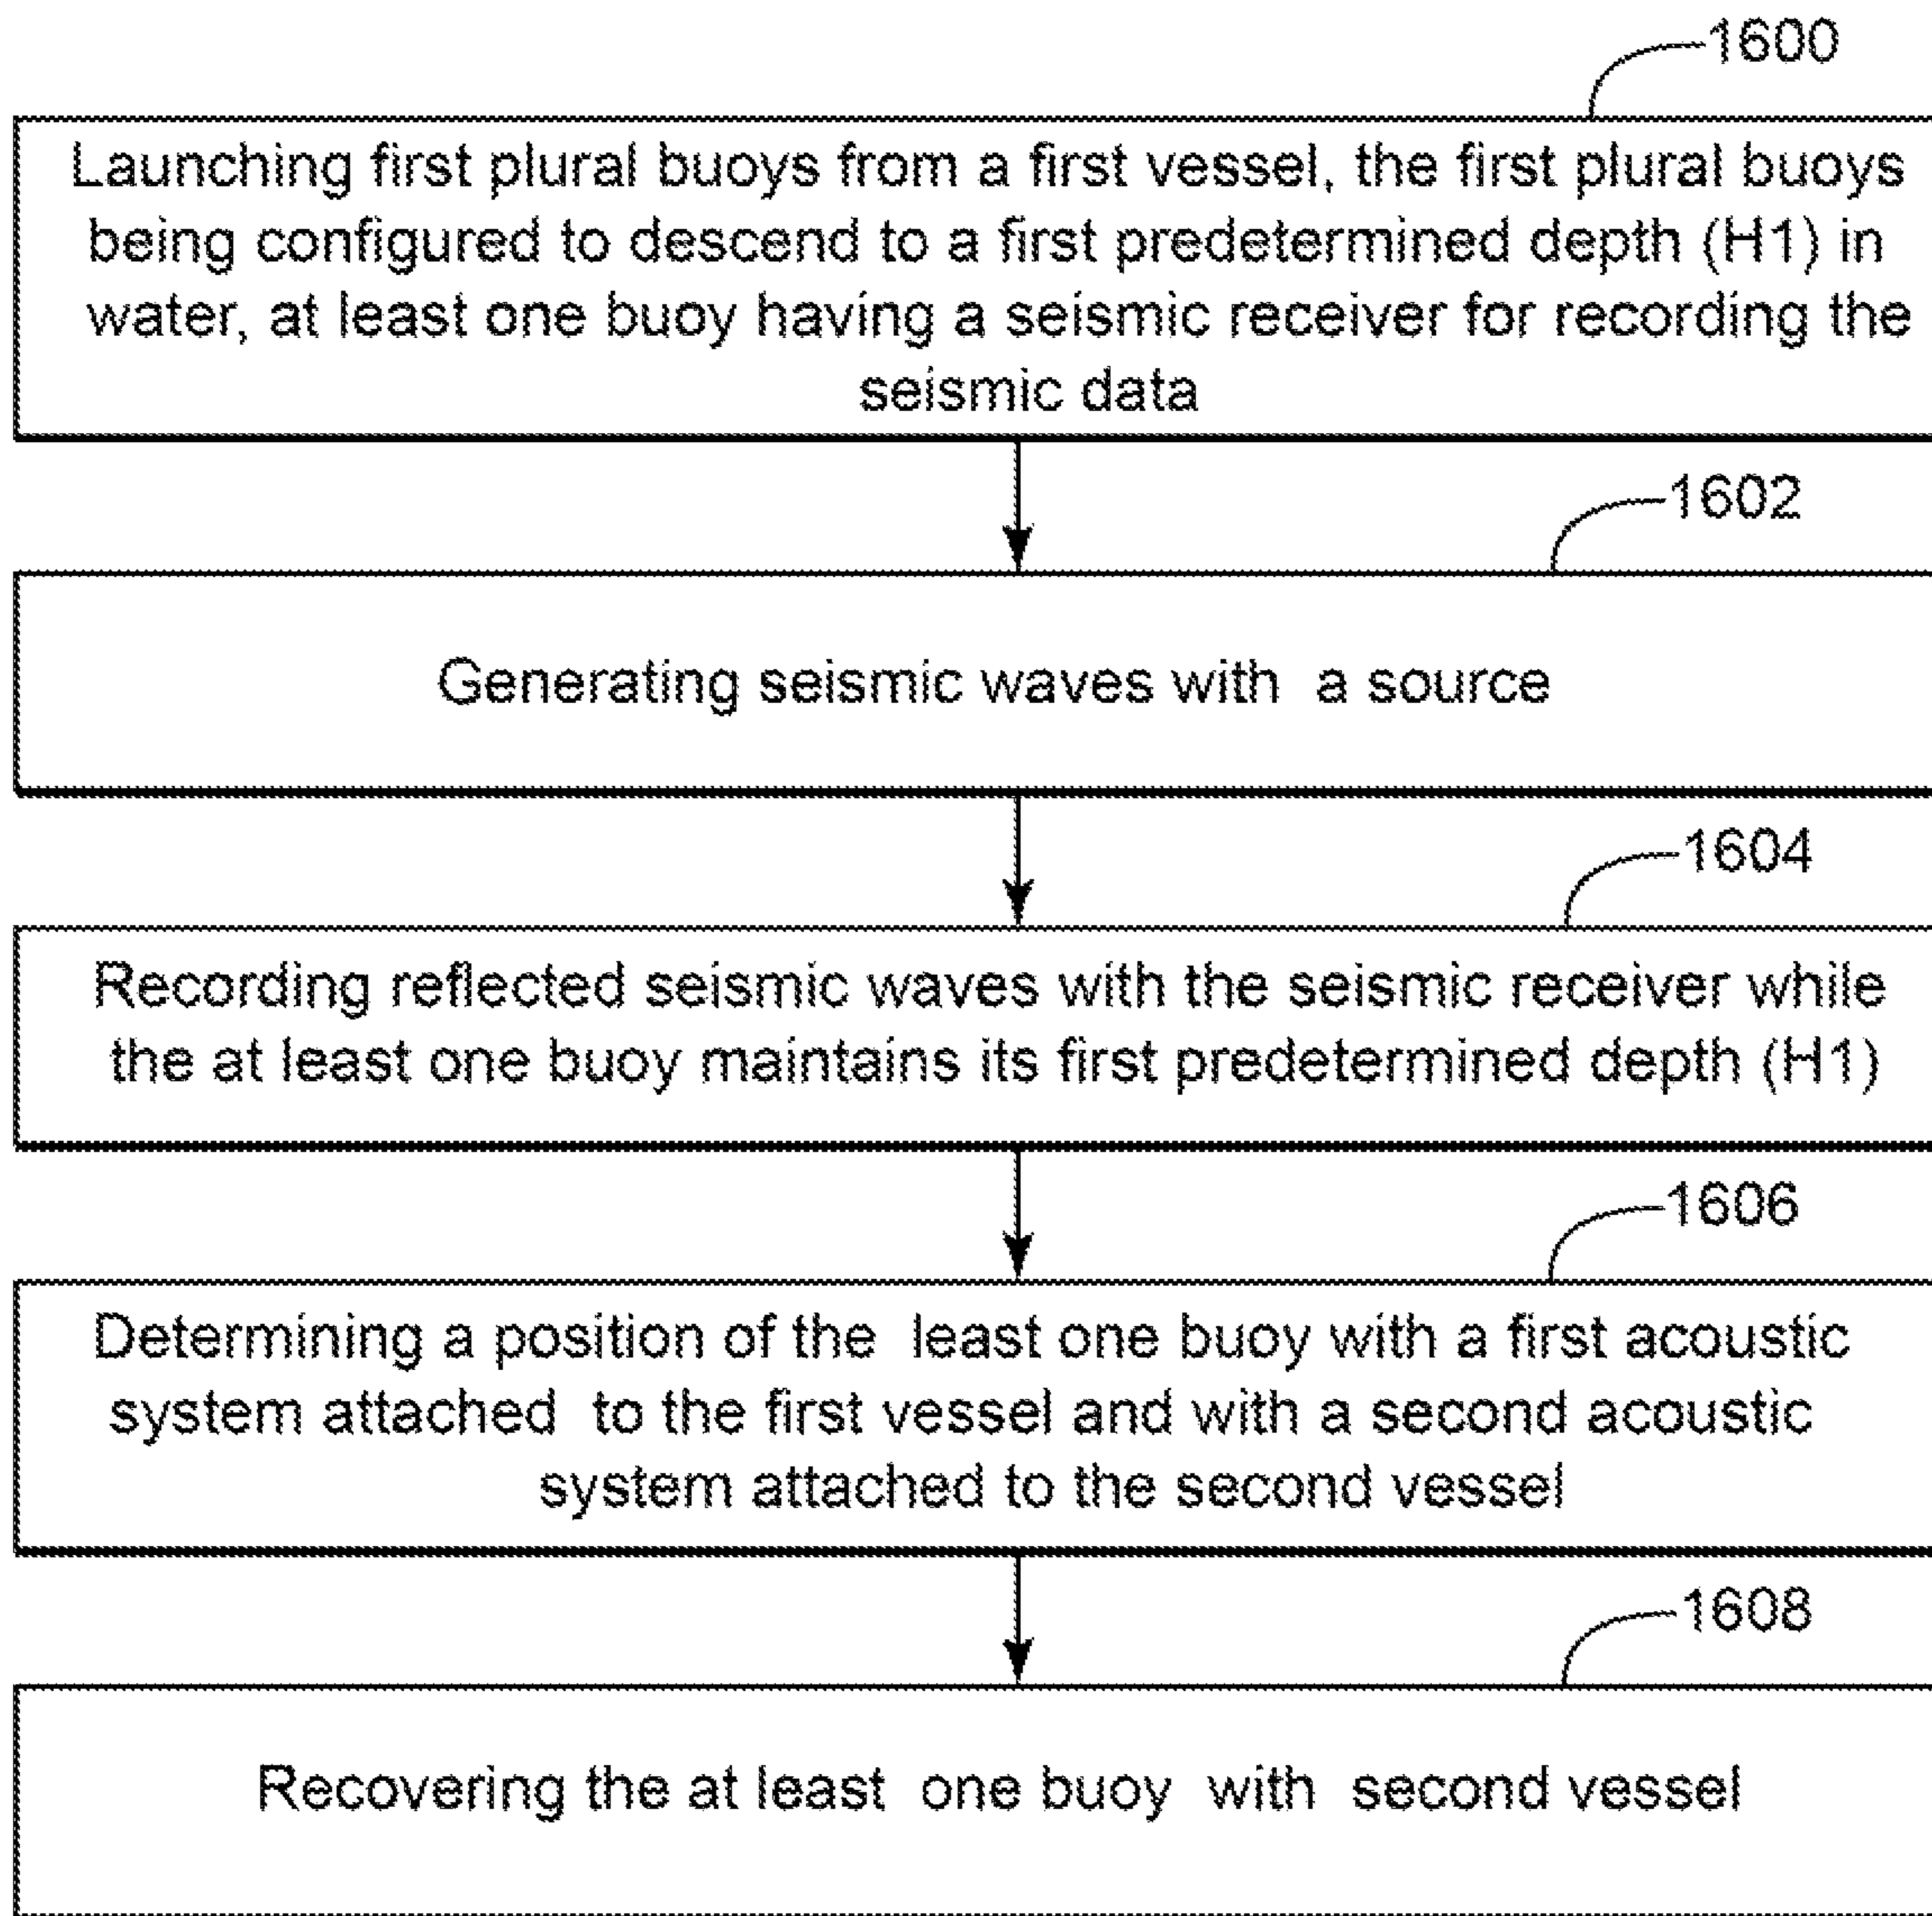 1600
Launching first plural buoys from a first vessel, the first plural buoys
being configured to descend to a first predetermined depth (H1) in
water, at least one buoy having a seismic receiver for recording the
seismic data
1602
Generating seismic waves with a source
1604
Recording reflected seismic waves with the seismic receiver while
the at least one buoy maintains its first predetermined depth (H1)
1606
Determining a position of the least one buoy with a first acoustic
system attached to the first vessel and with a second acoustic
system attached to the second vessel
1608
Recovering the at least one buoy with second vessel